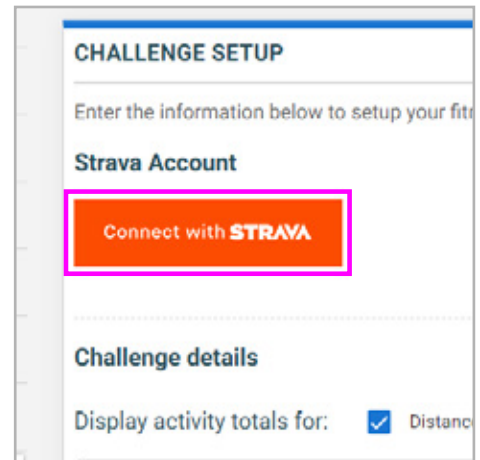 CHALLENGE SETUP
Enter the information below to setup your
Strava Account
Connect with STRAVA
Challenge details
Display activity totals for: Distanc